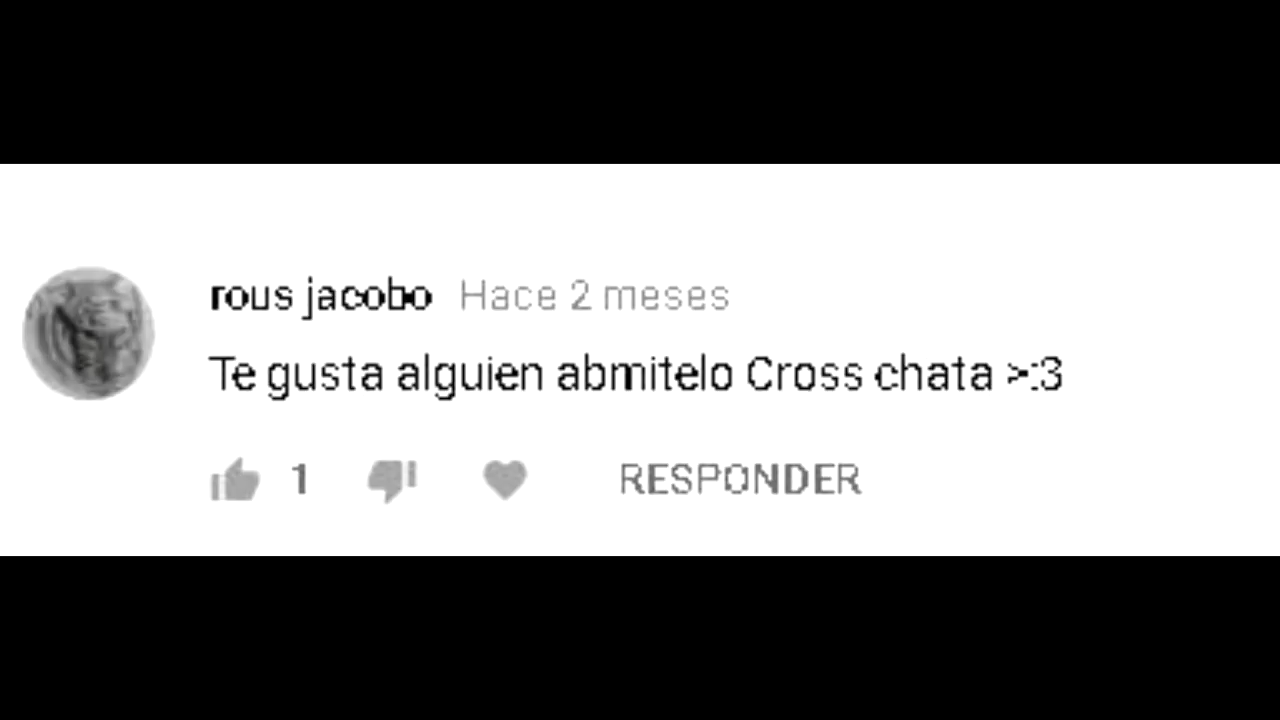 rous jacobo Hace 2 meses
Te gusta alguien abmitelo Cross chata >:3
1 RESPONDER